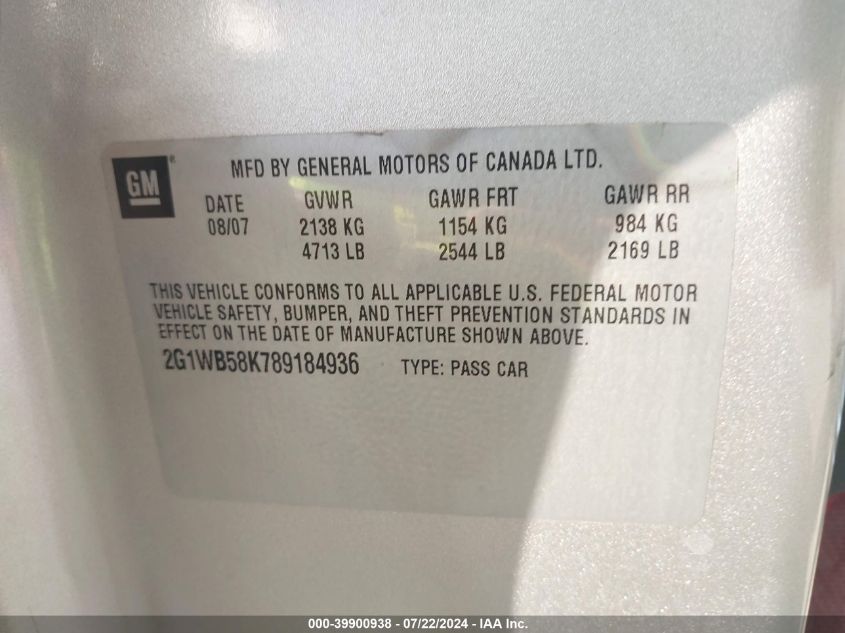 MFD BY GENERAL MOTORS OF CANADA LTD.
GM®
DATE GVWR GAWR FRT GAWR RR
08/07 2138 KG 1154 KG 984 KG
4713 LB 2544 LB 2169 LB
THIS VEHICLE CONFORMS TO ALL APPLICABLE U.S. FEDERAL MOTOR
VEHICLE SAFETY, BUMPER, AND THEFT PREVENTION STANDARDS IN
EFFECT ON THE DATE OF MANUFACTURE SHOWN ABOVE.
2G1WB58K789184936 TYPE: PASS CAR
000-39900938 - 07/22/2024 - IAA Inc.